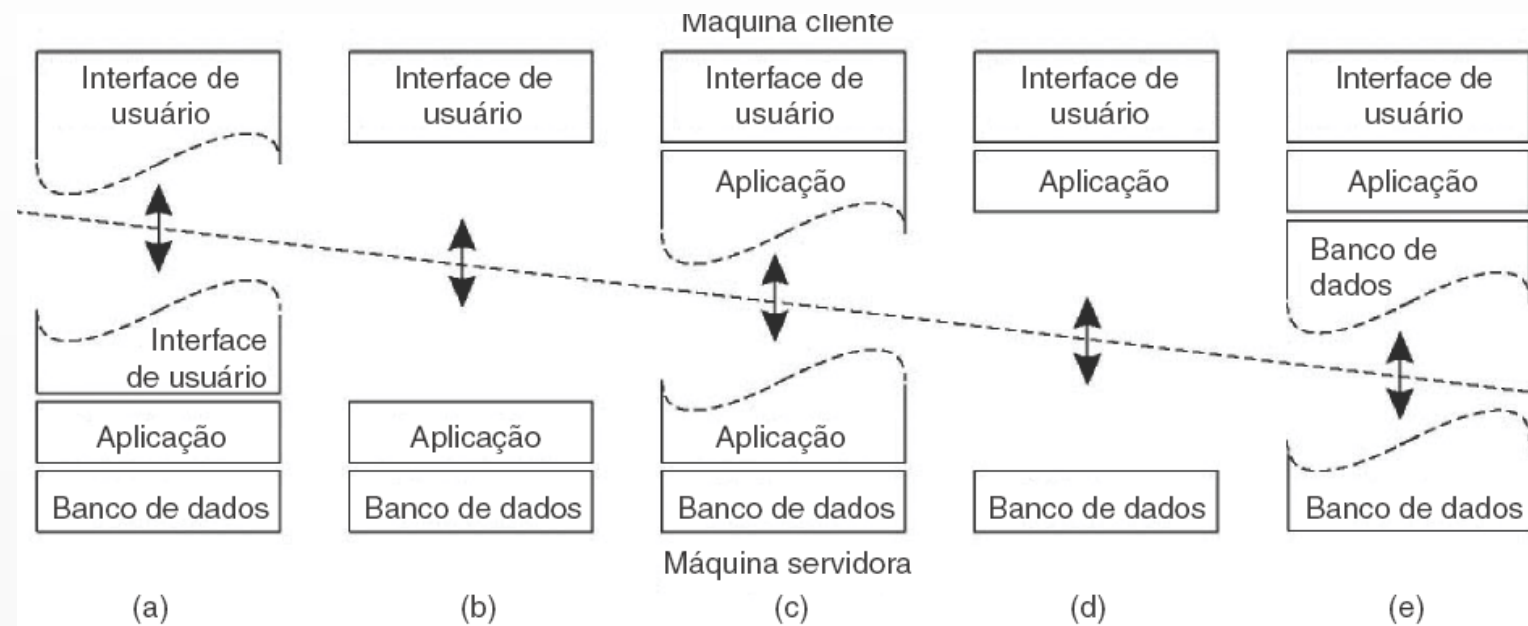 Máquina cliente
Interface de
usuário
Interface
de usuário
Aplicação
Banco de dados
(a)
Interface de
usuário
Aplicação
Banco de dados
(b)
Interface de
usuário
Aplicação
Aplicação
Banco de dados
Máquina servidora
(c)
Interface de
usuário
Aplicação
Banco de dados
(d)
Interface de
usuário
Aplicação
Banco de
dados
Banco de dados
(e)